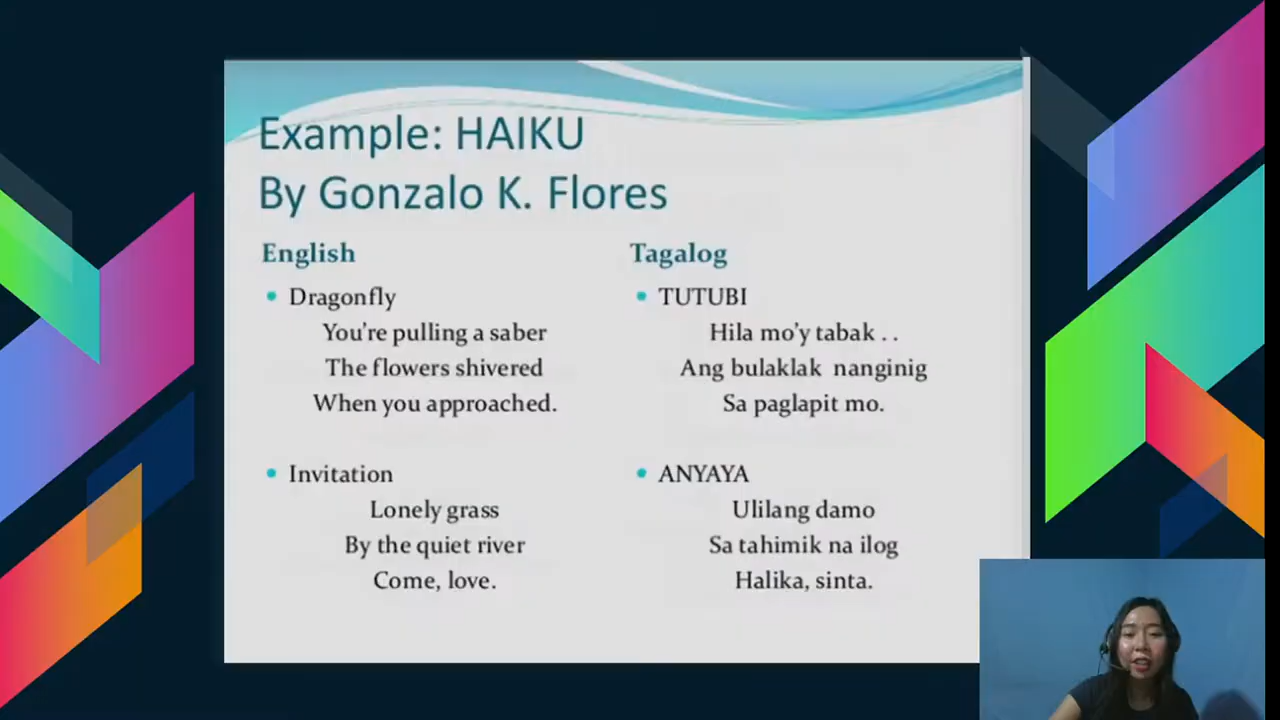 Example: HAIKU
By Gonzalo K. Flores
English
• Dragonfly
You're pulling a saber
The flowers shivered
When you approached.
• Invitation
Lonely grass
By the quiet river
Come, love.
Tagalog
• TUTUBI
Hila mo'y tabak . .
Ang bulaklak nanginig
Sa paglapit mo.
• ANYAYA
Ulilang damo
Sa tahimik na ilog
Halika, sinta.